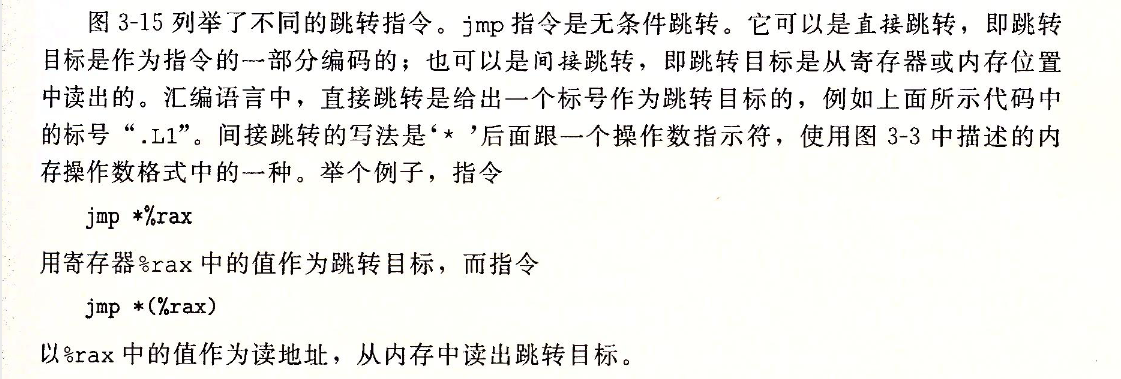 图 3-15 列举了不同的跳转指令。jmp 指令是无条件跳转。它可以是直接跳转，即跳转
目标是作为指令的一部分编码的；也可以是间接跳转，即跳转目标是从寄存器或内存位置
中读出的。汇编语言中，直接跳转是给出一个标号作为跳转目标的，例如上面所示代码中
的标号“.L1”。间接跳转的写法是‘* ’后面跟一个操作数指示符，使用图 3-3 中描述的内
存操作数格式中的一种。举个例子，指令
jmp *%rax
用寄存器%rax 中的值作为跳转目标，而指令
jmp *(%rax)
以%rax 中的值作为读地址，从内存中读出跳转目标。